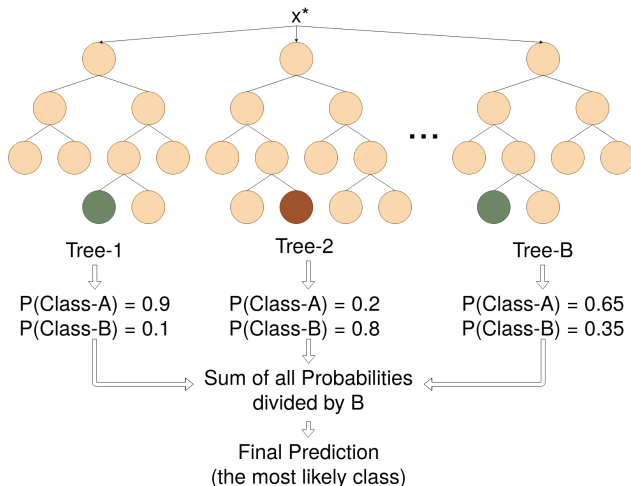 x*
...
Tree-1
Tree-2
Tree-B
P(Class-A) = 0.9
P(Class-B) = 0.1
P(Class-A) = 0.2
P(Class-B) = 0.8
P(Class-A) = 0.65
P(Class-B) = 0.35
Sum of all Probabilities
divided by B
Final Prediction
(the most likely class)